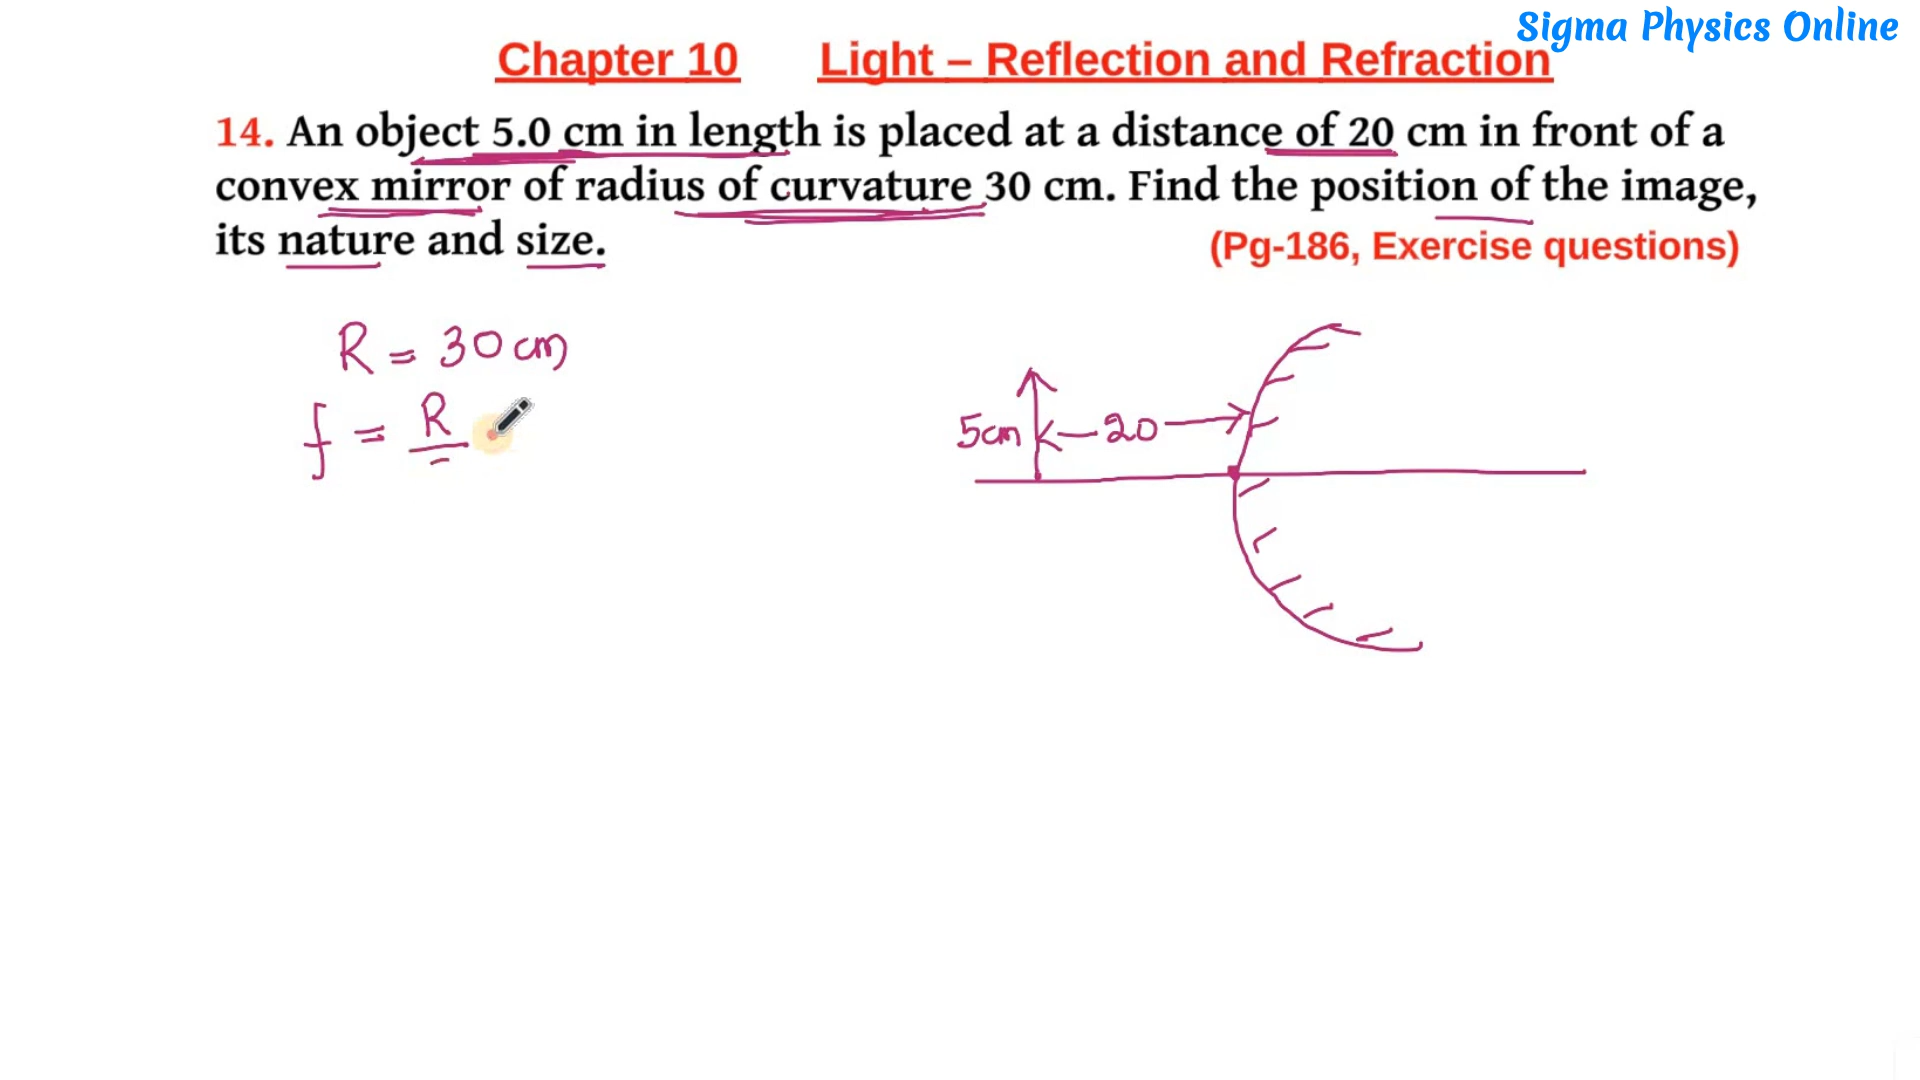 Sigma Physics Online
Chapter 10 Light – Reflection and Refraction
14. An object 5.0 cm in length is placed at a distance of 20 cm in front of a
convex mirror of radius of curvature 30 cm. Find the position of the image,
its nature and size.
(Pg-186, Exercise questions)
R = 30 cm
f = R
5cm
20